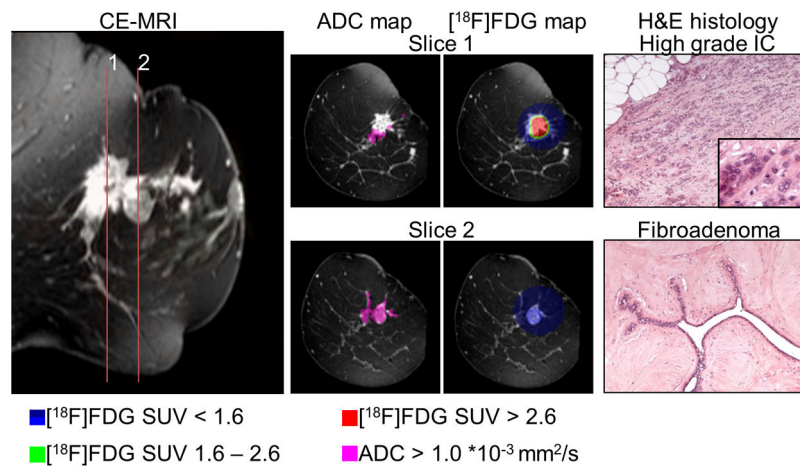 CE-MRI
ADC map
[¹⁸F]FDG map
H&E histology
Slice 1
High grade IC
1
2
Slice 2
Fibroadenoma
[¹⁸F]FDG SUV < 1.6
[¹⁸F]FDG SUV > 2.6
[¹⁸F]FDG SUV 1.6 – 2.6
ADC > 1.0 *10⁻³ mm²/s